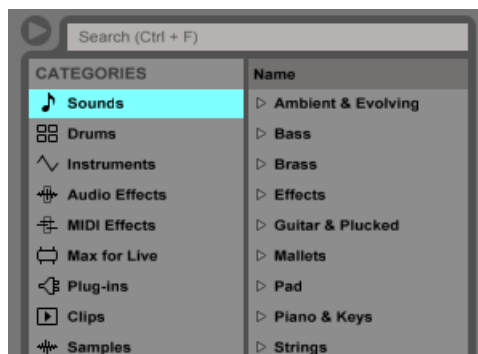 Search (Ctrl + F)
CATEGORIES
Sounds
Drums
Instruments
Audio Effects
MIDI Effects
Max for Live
Plug-ins
Clips
Samples
Name
Ambient & Evolving
Bass
Brass
Effects
Guitar & Plucked
Mallets
Pad
Piano & Keys
Strings